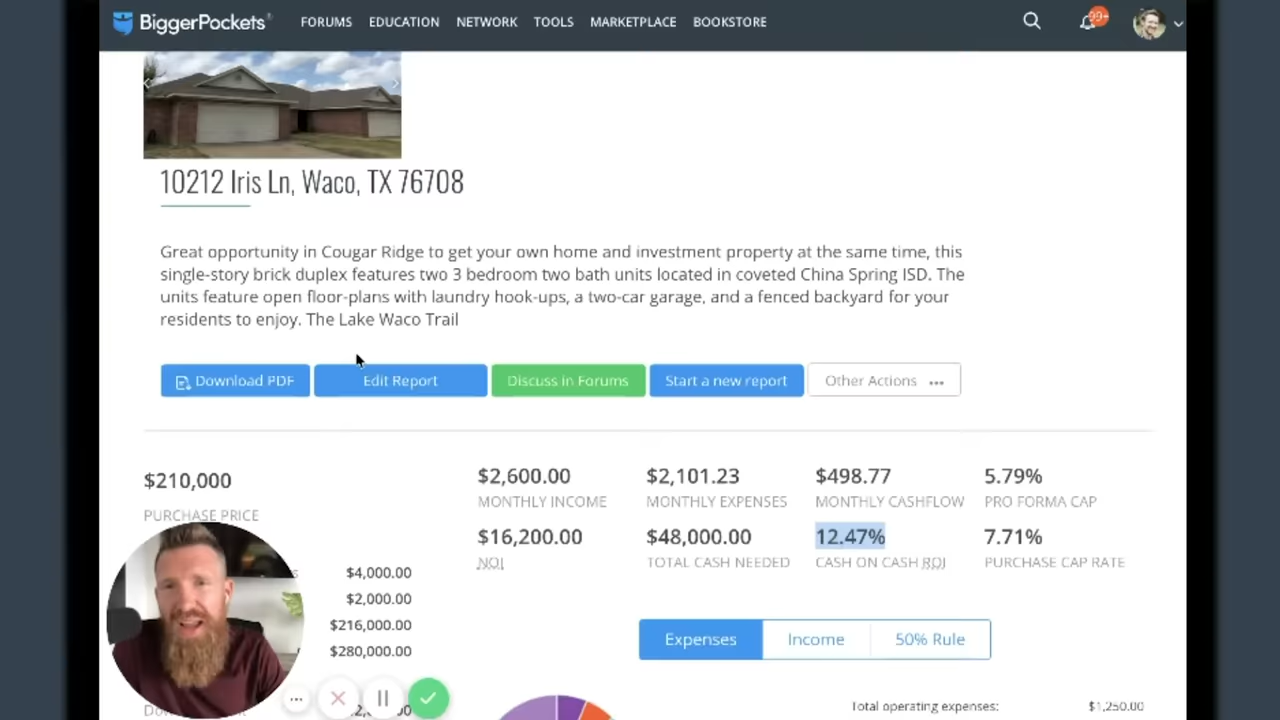 BiggerPockets®
FORUMS EDUCATION NETWORK TOOLS MARKETPLACE BOOKSTORE
99+
10212 Iris Ln, Waco, TX 76708
Great opportunity in Cougar Ridge to get your own home and investment property at the same time, this
single-story brick duplex features two 3 bedroom two bath units located in coveted China Spring ISD. The
units feature open floor-plans with laundry hook-ups, a two-car garage, and a fenced backyard for your
residents to enjoy. The Lake Waco Trail
Download PDF Edit Report Discuss in Forums Start a new report Other Actions ...
$210,000
PURCHASE PRICE
$2,600.00 $2,101.23 $498.77 5.79%
MONTHLY INCOME MONTHLY EXPENSES MONTHLY CASHFLOW PRO FORMA CAP
$16,200.00 $48,000.00 12.47% 7.71%
NOI TOTAL CASH NEEDED CASH ON CASH ROI PURCHASE CAP RATE
$4,000.00
$2,000.00
$216,000.00
$280,000.00
Expenses Income 50% Rule
Total operating expenses: $1,250.00